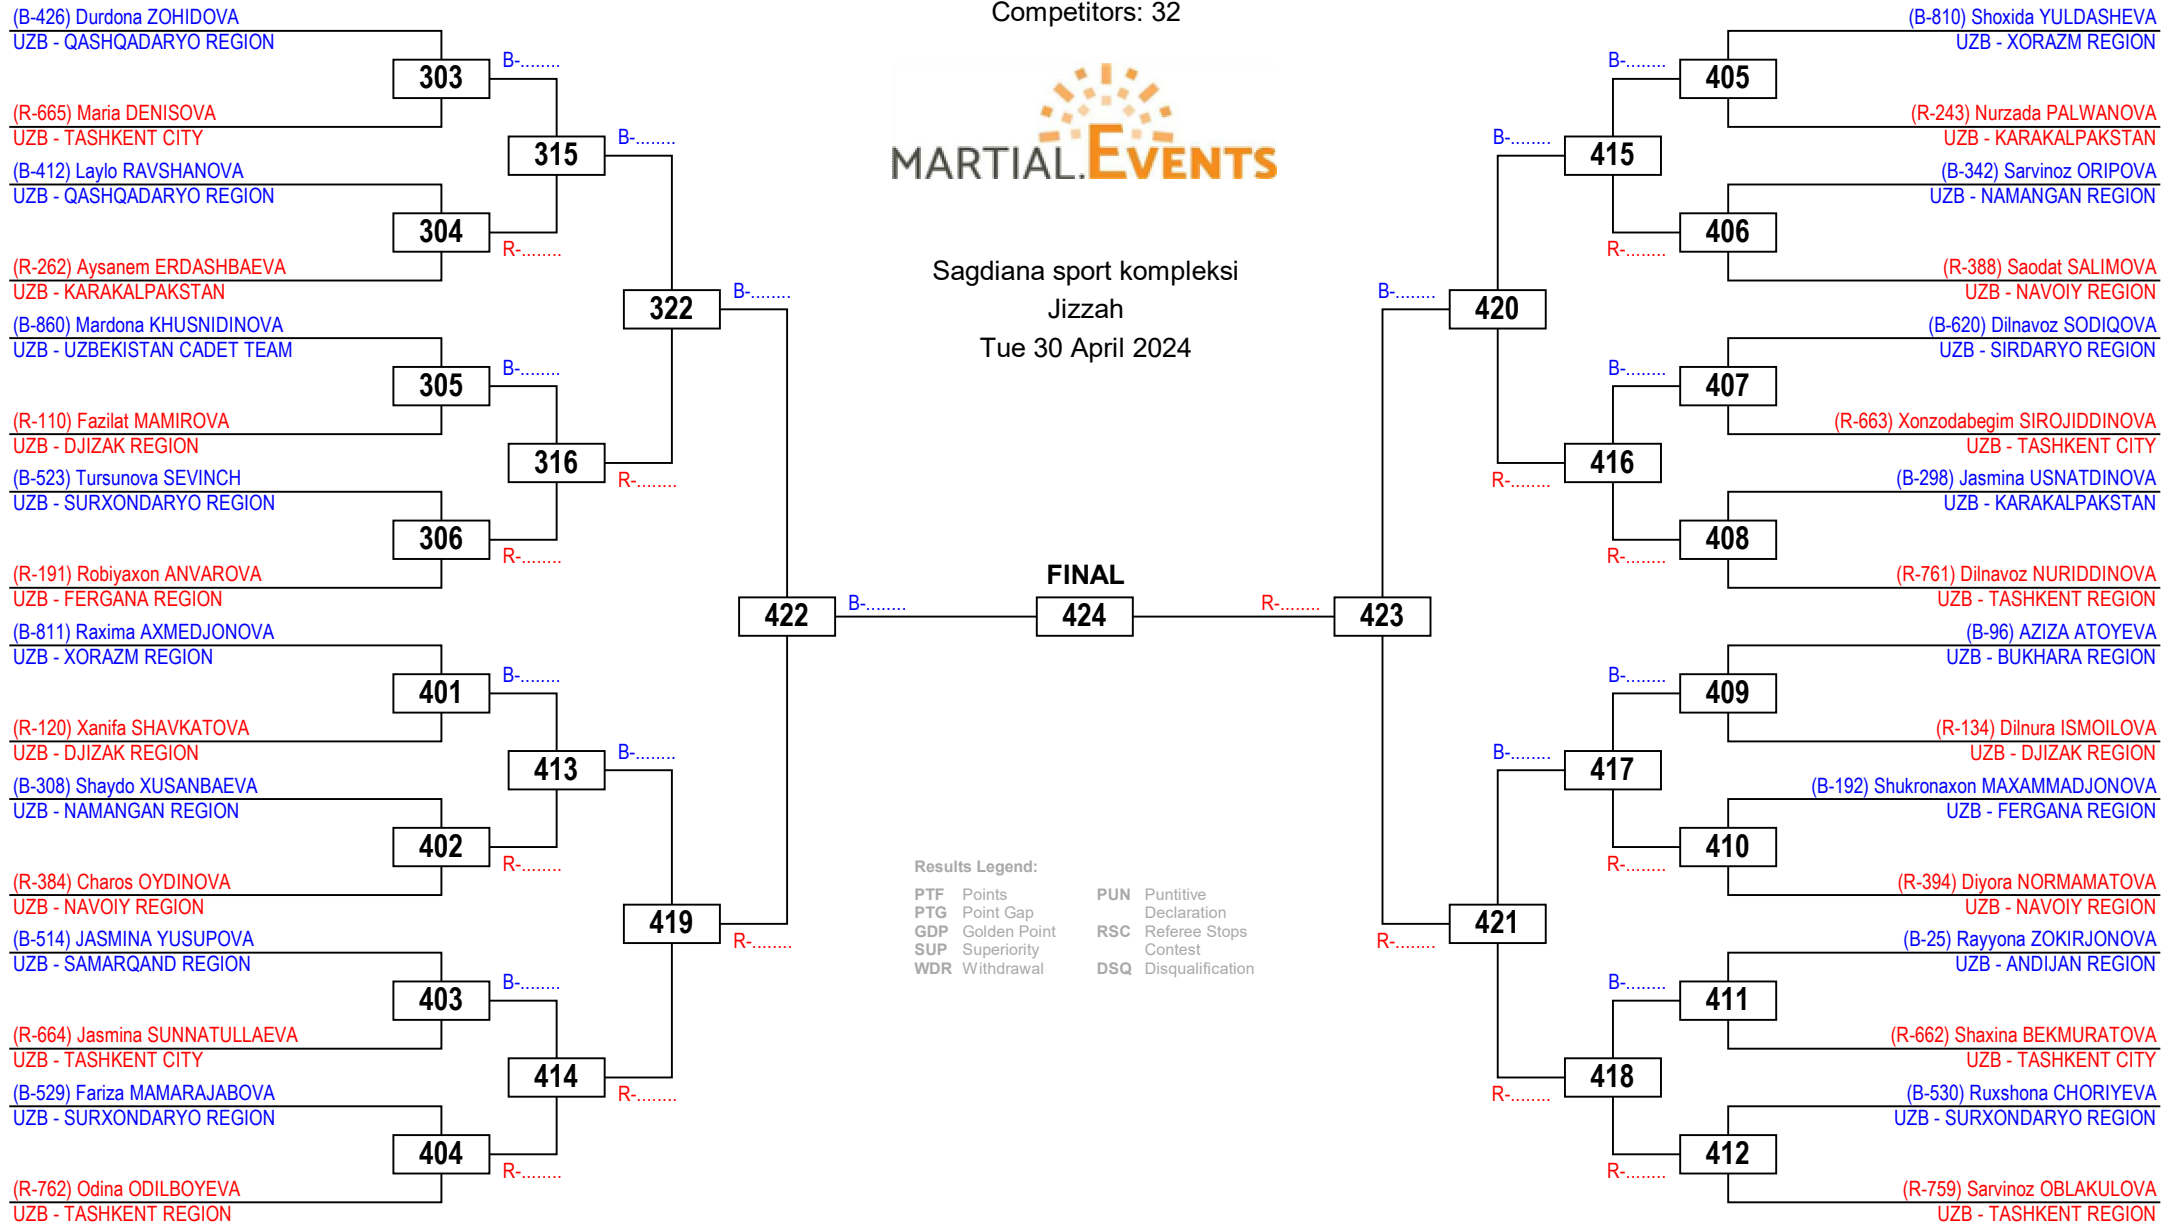 Competitors: 32
MARTIAL.EVENTS
Sagdiana sport kompleksi
Jizzah
Tue 30 April 2024
(B-426) Durdona ZOHIDOVA
UZB - QASHQADARYO REGION
303
B-........
(R-665) Maria DENISOVA
UZB - TASHKENT CITY
315
B-........
(B-412) Laylo RAVSHANOVA
UZB - QASHQADARYO REGION
304
R-........
(R-262) Aysanem ERDASHBAEVA
UZB - KARAKALPAKSTAN
322
B-........
(B-860) Mardona KHUSNIDINOVA
UZB - UZBEKISTAN CADET TEAM
305
B-........
(R-110) Fazilat MAMIROVA
UZB - DJIZAK REGION
316
R-........
(B-523) Tursunova SEVINCH
UZB - SURXONDARYO REGION
306
R-........
(R-191) Robiyaxon ANVAROVA
UZB - FERGANA REGION
422
B-........
(B-811) Raxima AXMEDJONOVA
UZB - XORAZM REGION
401
B-........
(R-120) Xanifa SHAVKATOVA
UZB - DJIZAK REGION
413
B-........
(B-308) Shaydo XUSANBAEVA
UZB - NAMANGAN REGION
402
R-........
(R-384) Charos OYDINOVA
UZB - NAVOIY REGION
419
R-........
(B-514) JASMINA YUSUPOVA
UZB - SAMARQAND REGION
403
B-........
(R-664) Jasmina SUNNATULLAEVA
UZB - TASHKENT CITY
414
R-........
(B-529) Fariza MAMARAJABOVA
UZB - SURXONDARYO REGION
404
R-........
(R-762) Odina ODILBOYEVA
UZB - TASHKENT REGION
FINAL
424
Results Legend:
PTF Points
PTG Point Gap
GDP Golden Point
SUP Superiority
WDR Withdrawal
PUN Puntitive
Declaration
RSC Referee Stops
Contest
DSQ Disqualification
(B-810) Shoxida YULDASHEVA
UZB - XORAZM REGION
B-........
405
(R-243) Nurzada PALWANOVA
UZB - KARAKALPAKSTAN
B-........
415
(B-342) Sarvinoz ORIPOVA
UZB - NAMANGAN REGION
R-........
406
(R-388) Saodat SALIMOVA
UZB - NAVOIY REGION
B-........
420
(B-620) Dilnavoz SODIQOVA
UZB - SIRDARYO REGION
B-........
407
(R-663) Xonzodabegim SIROJIDDINOVA
UZB - TASHKENT CITY
R-........
416
(B-298) Jasmina USNATDINOVA
UZB - KARAKALPAKSTAN
R-........
408
(R-761) Dilnavoz NURIDDINOVA
UZB - TASHKENT REGION
R-........
423
(B-96) AZIZA ATOYEVA
UZB - BUKHARA REGION
B-........
409
(R-134) Dilnura ISMOILOVA
UZB - DJIZAK REGION
B-........
417
(B-192) Shukronaxon MAXAMMADJONOVA
UZB - FERGANA REGION
R-........
410
(R-394) Diyora NORMAMATOVA
UZB - NAVOIY REGION
R-........
421
(B-25) Rayyona ZOKIRJONOVA
UZB - ANDIJAN REGION
B-........
411
(R-662) Shaxina BEKMURATOVA
UZB - TASHKENT CITY
R-........
418
(B-530) Ruxshona CHORIYEVA
UZB - SURXONDARYO REGION
R-........
412
(R-759) Sarvinoz OBLAKULOVA
UZB - TASHKENT REGION